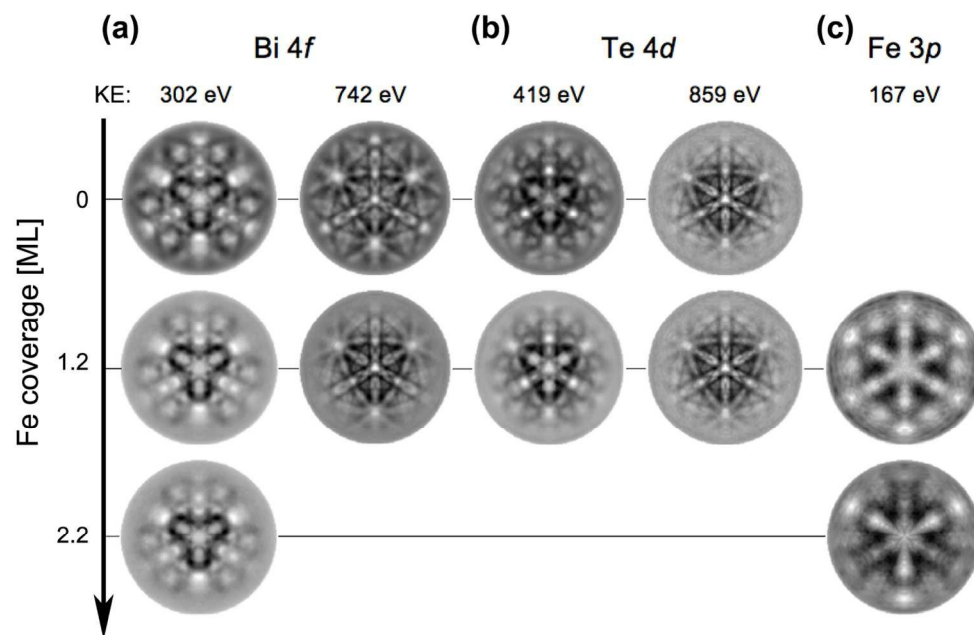 (a) Bi 4f (b) Te 4d (c) Fe 3p
KE: 302 eV 742 eV 419 eV 859 eV 167 eV
0
1.2
2.2
Fe coverage [ML]